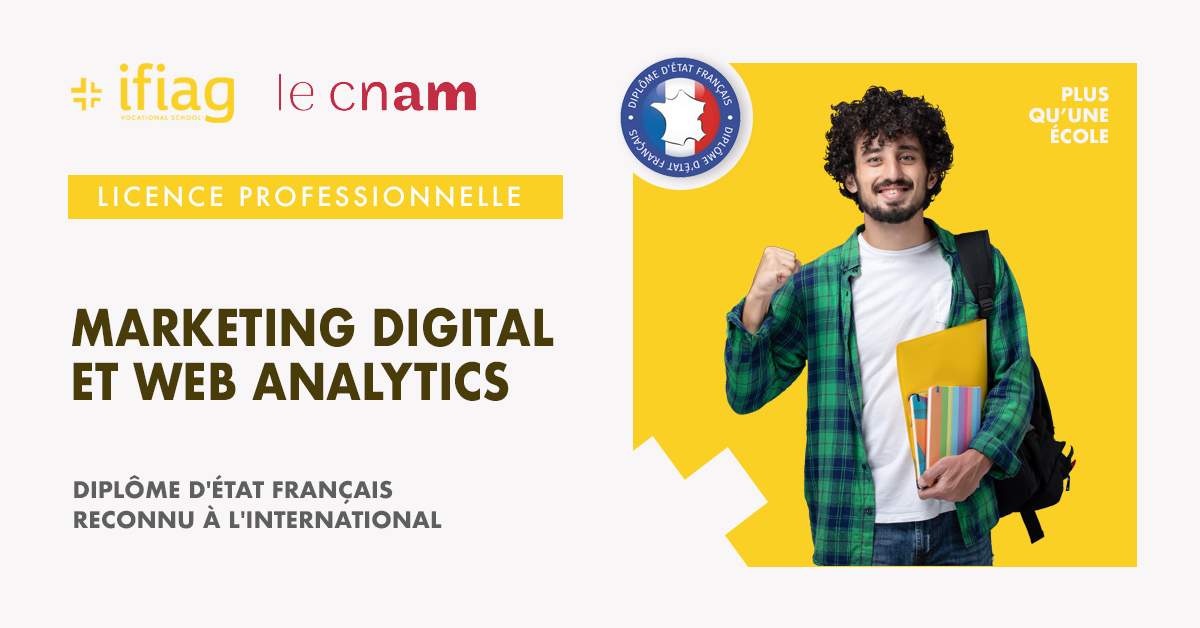 ifiag
VOCATIONAL SCHOOL
le cnam
LICENCE PROFESSIONNELLE
MARKETING DIGITAL
ET WEB ANALYTICS
DIPLÔME D'ÉTAT FRANÇAIS
RECONNU À L'INTERNATIONAL
DIPLÔME D'ÉTAT FRANÇAIS
DIPLÔME D'ÉTAT FRANÇAIS
PLUS
QU'UNE
ÉCOLE